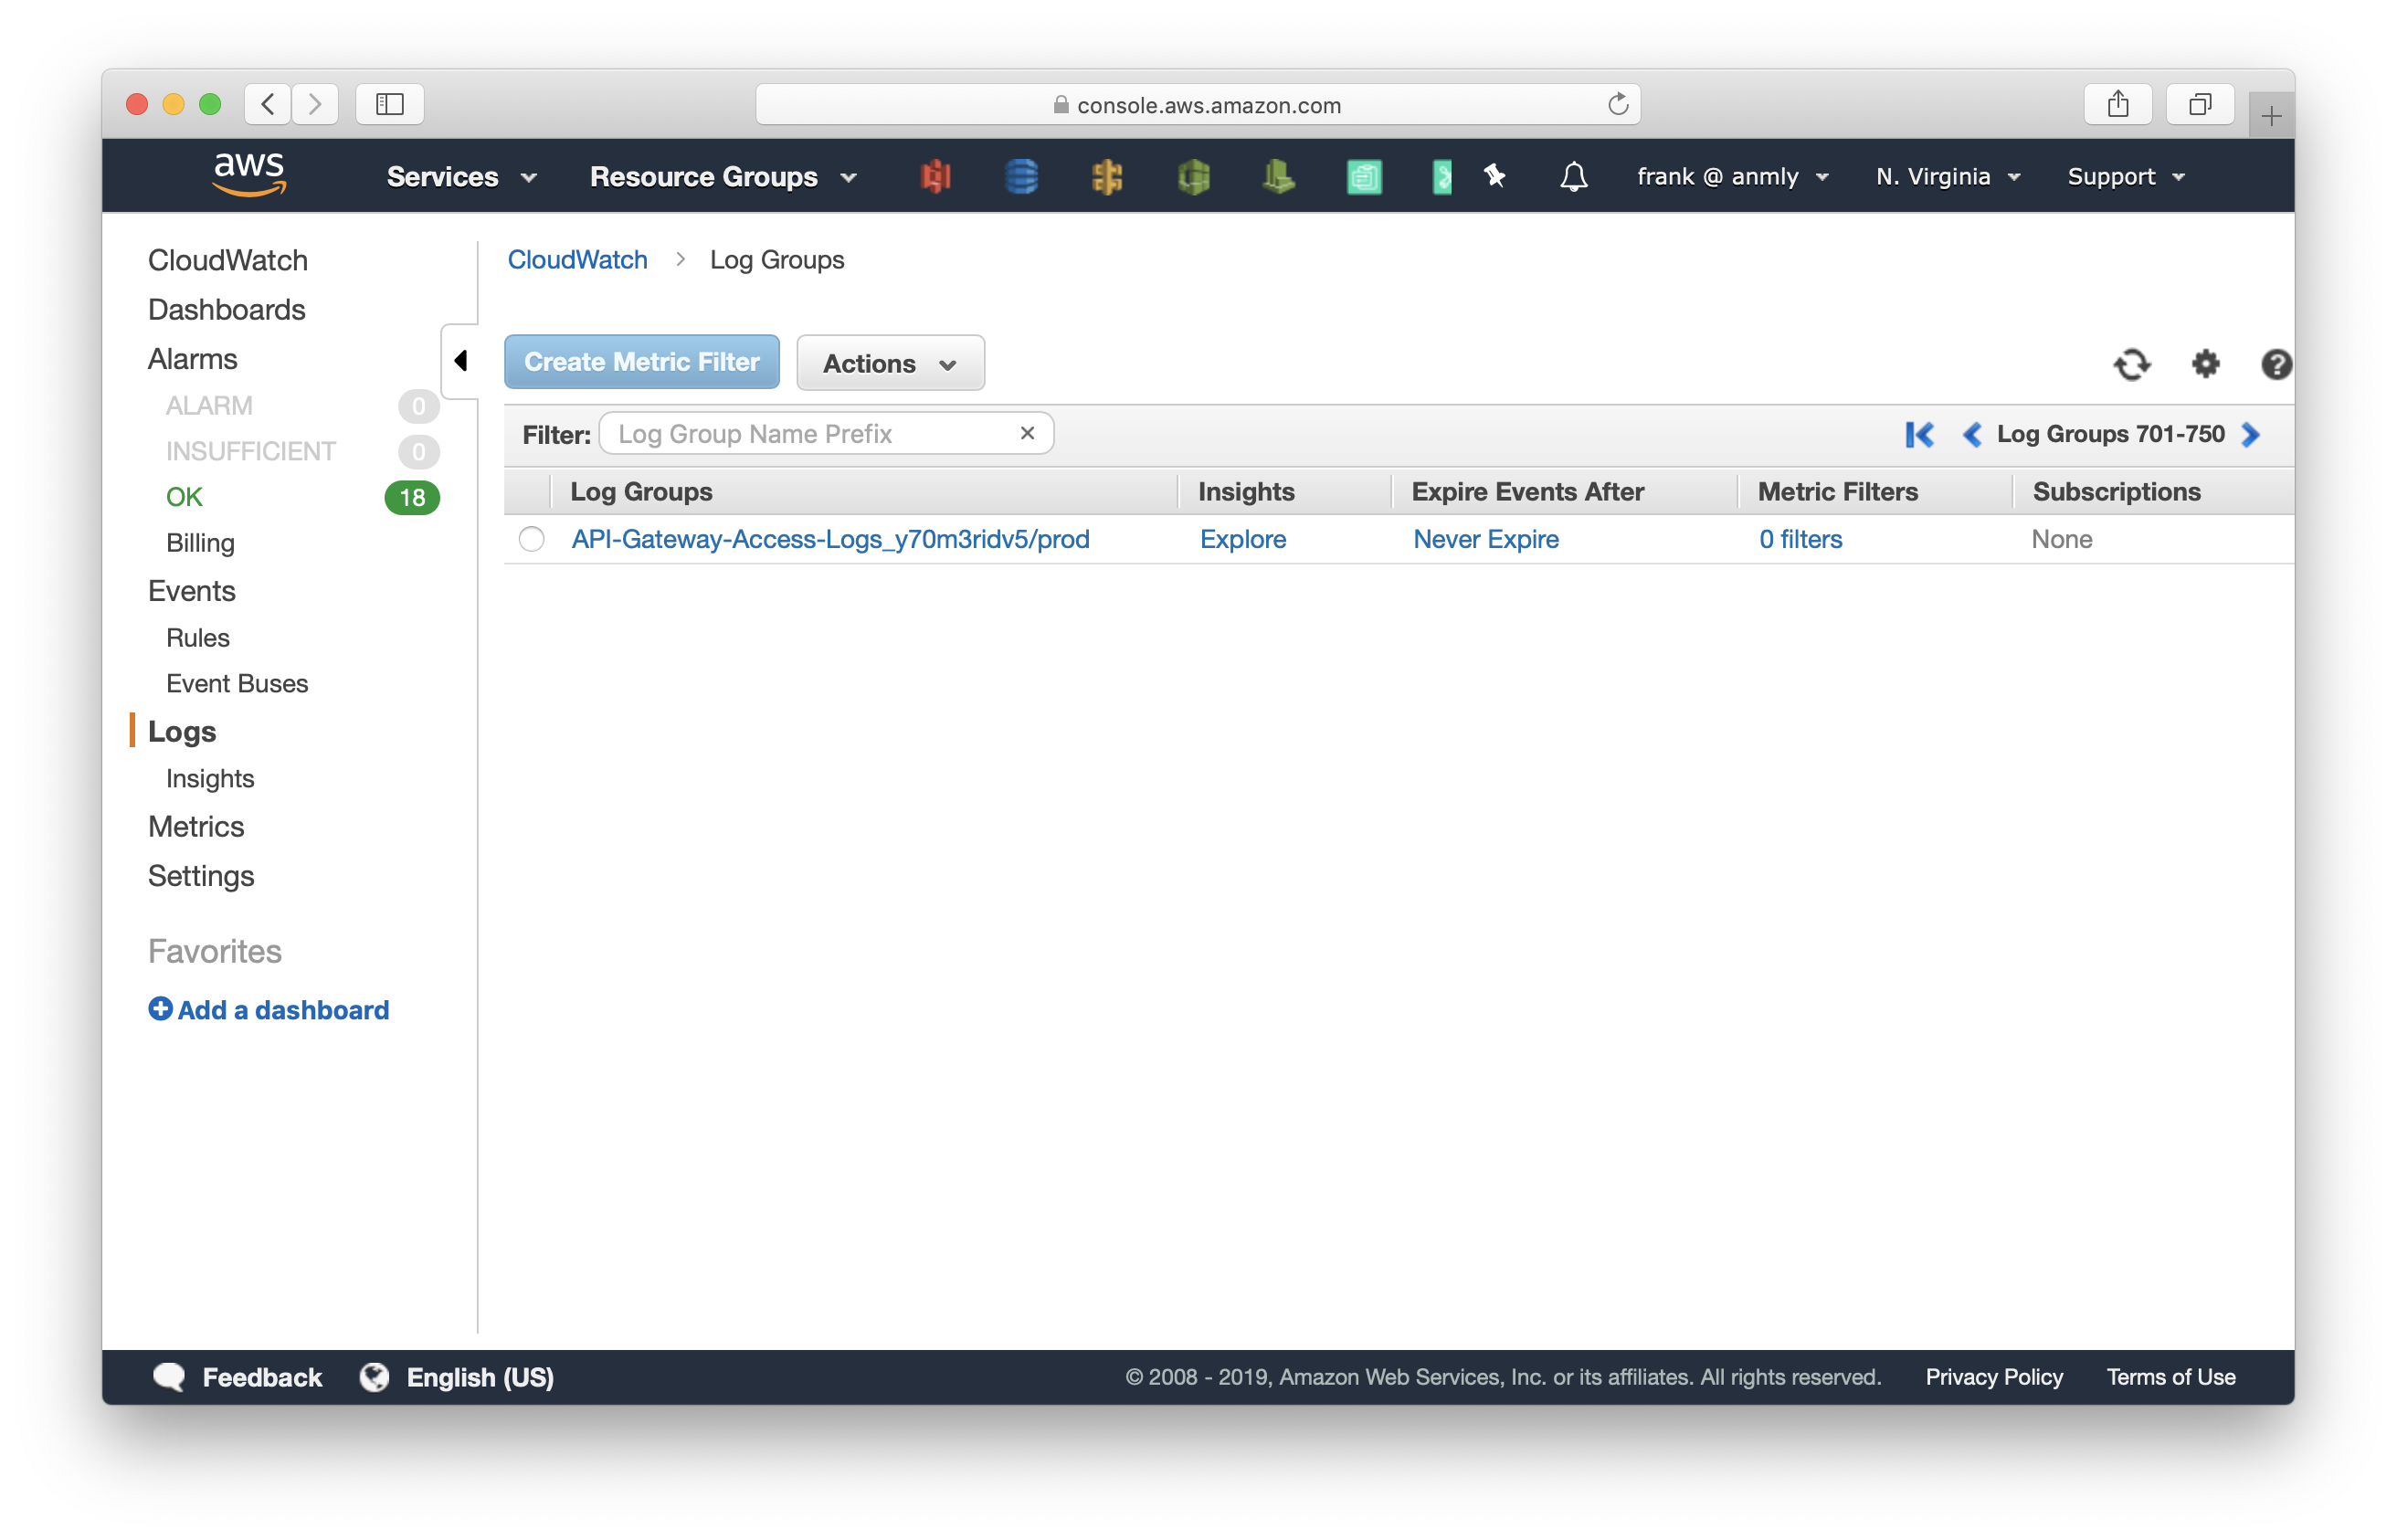 console.aws.amazon.com
aws Services Resource Groups frank @ anmly N. Virginia Support
CloudWatch
Dashboards
Alarms
ALARM 0
INSUFFICIENT 0
OK 18
Billing
Events
Rules
Event Buses
Logs
Insights
Metrics
Settings
Favorites
Add a dashboard
CloudWatch > Log Groups
Create Metric Filter Actions
Filter: Log Group Name Prefix Log Groups 701-750
Log Groups Insights Expire Events After Metric Filters Subscriptions
API-Gateway-Access-Logs_y70m3ridv5/prod Explore Never Expire 0 filters None
Feedback English (US) © 2008 - 2019, Amazon Web Services, Inc. or its affiliates. All rights reserved. Privacy Policy Terms of Use